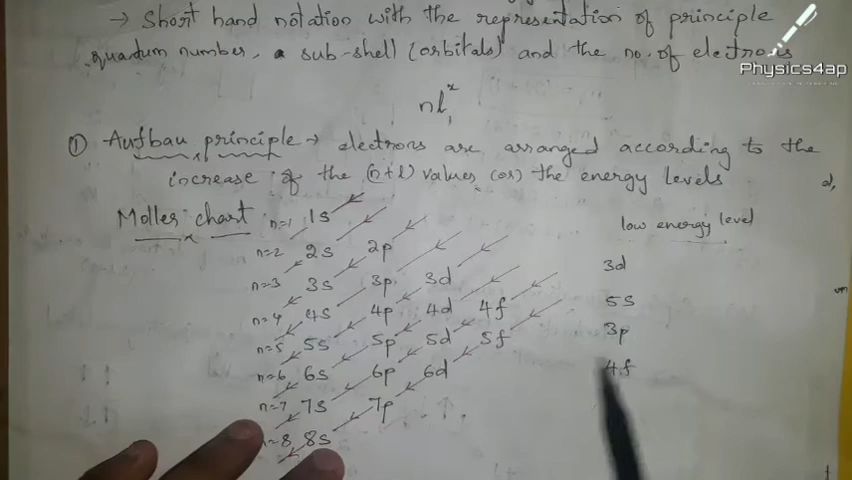 → Short hand notation with the representation of principle
quantum number, sub-shell (orbitals) and the no. of electrons
Physics4ap
nl^x
① Aufbau principle → electrons are arranged according to the
increase of the (n+l) values (or) the energy levels
Moller chart
low energy level
n=1 1s
n=2 2s 2p
n=3 3s 3p 3d
n=4 4s 4p 4d 4f
n=5 5s 5p 5d 5f
n=6 6s 6p 6d
n=7 7s 7p
n=8 8s
3d
5s
3p
4f